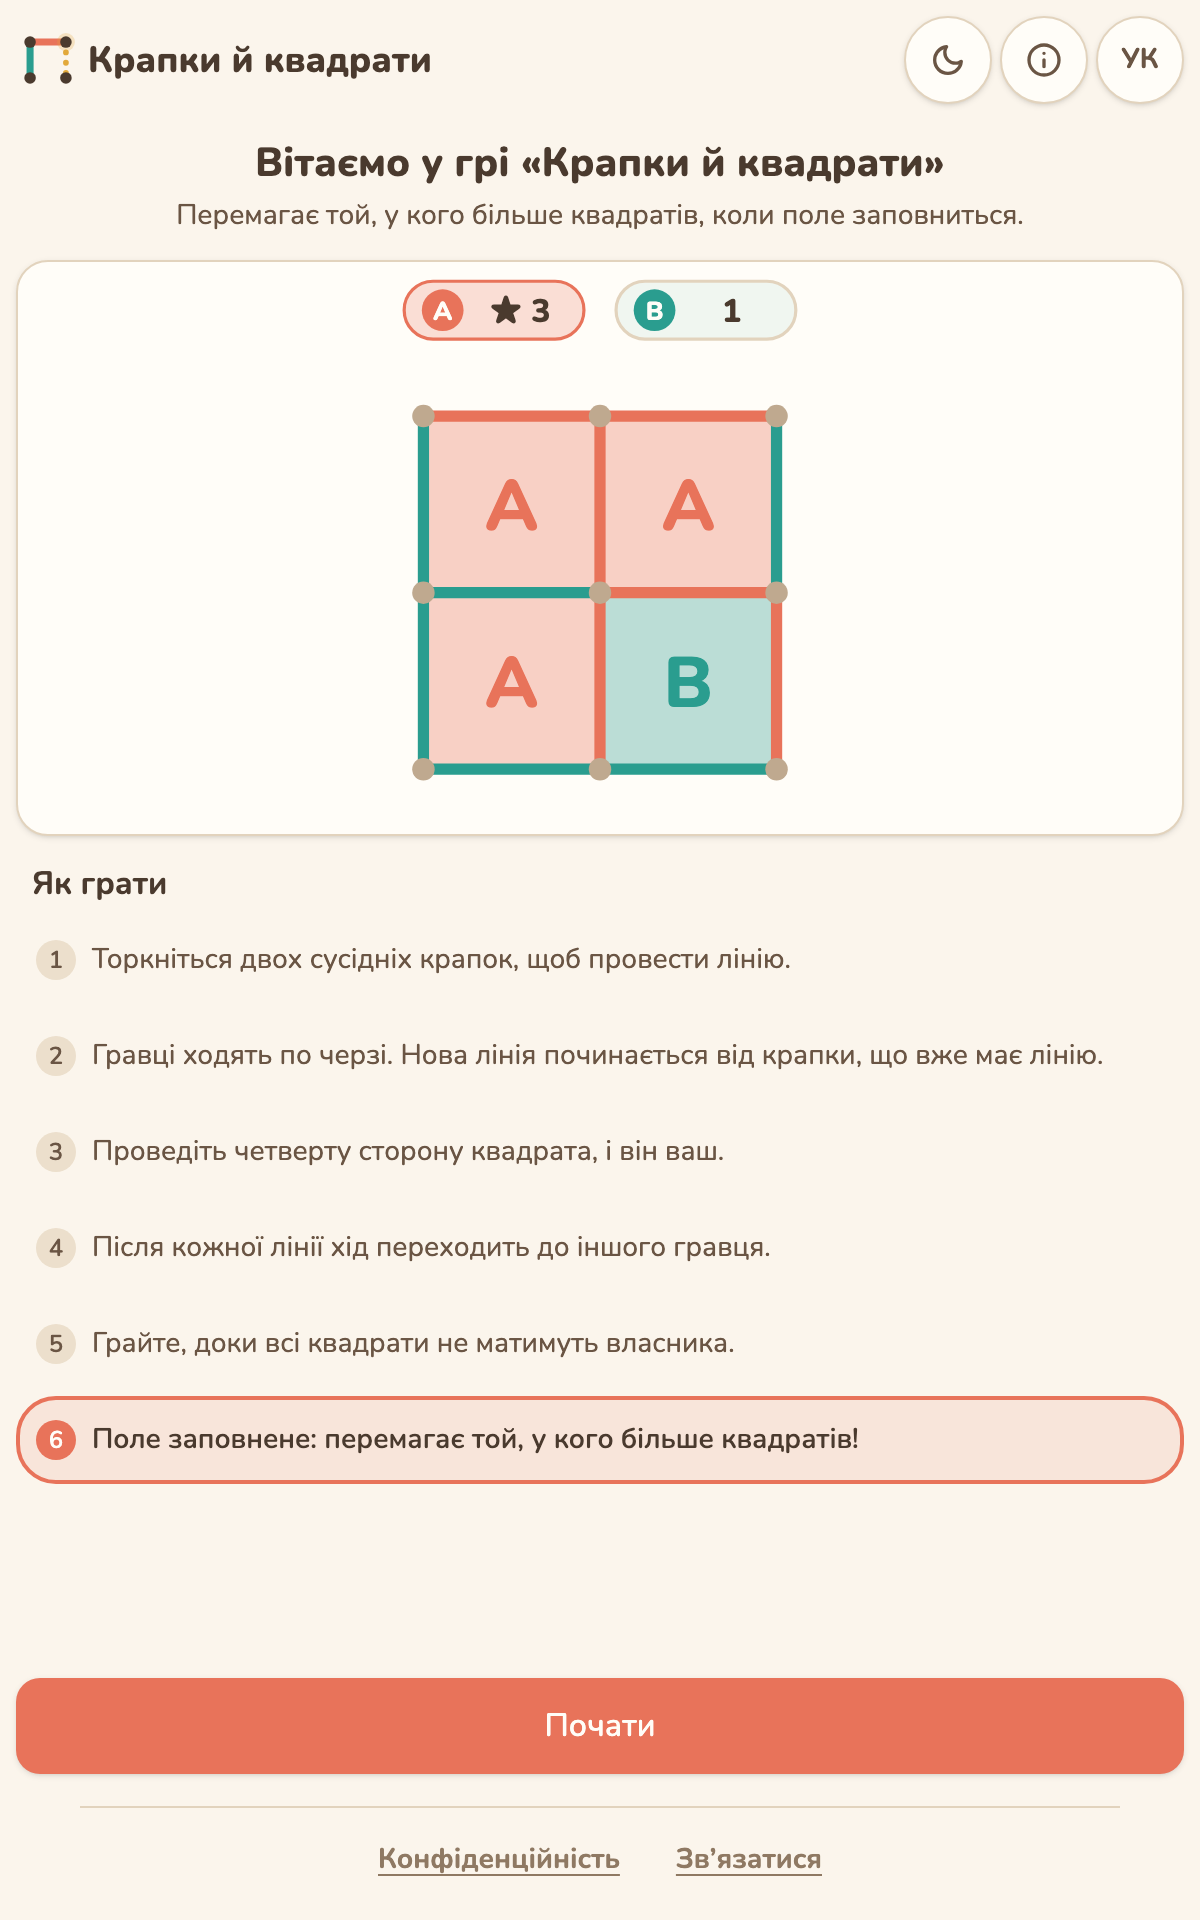 Крапки й квадрати
УК
Вітаємо у грі «Крапки й квадрати»
Перемагає той, у кого більше квадратів, коли поле заповниться.
A ★ 3
B 1
A A
A B
Як грати
1 Торкніться двох сусідніх крапок, щоб провести лінію.
2 Гравці ходять по черзі. Нова лінія починається від крапки, що вже має лінію.
3 Проведіть четверту сторону квадрата, і він ваш.
4 Після кожної лінії хід переходить до іншого гравця.
5 Грайте, доки всі квадрати не матимуть власника.
6 Поле заповнене: перемагає той, у кого більше квадратів!
Почати
Конфіденційність Зв’язатися